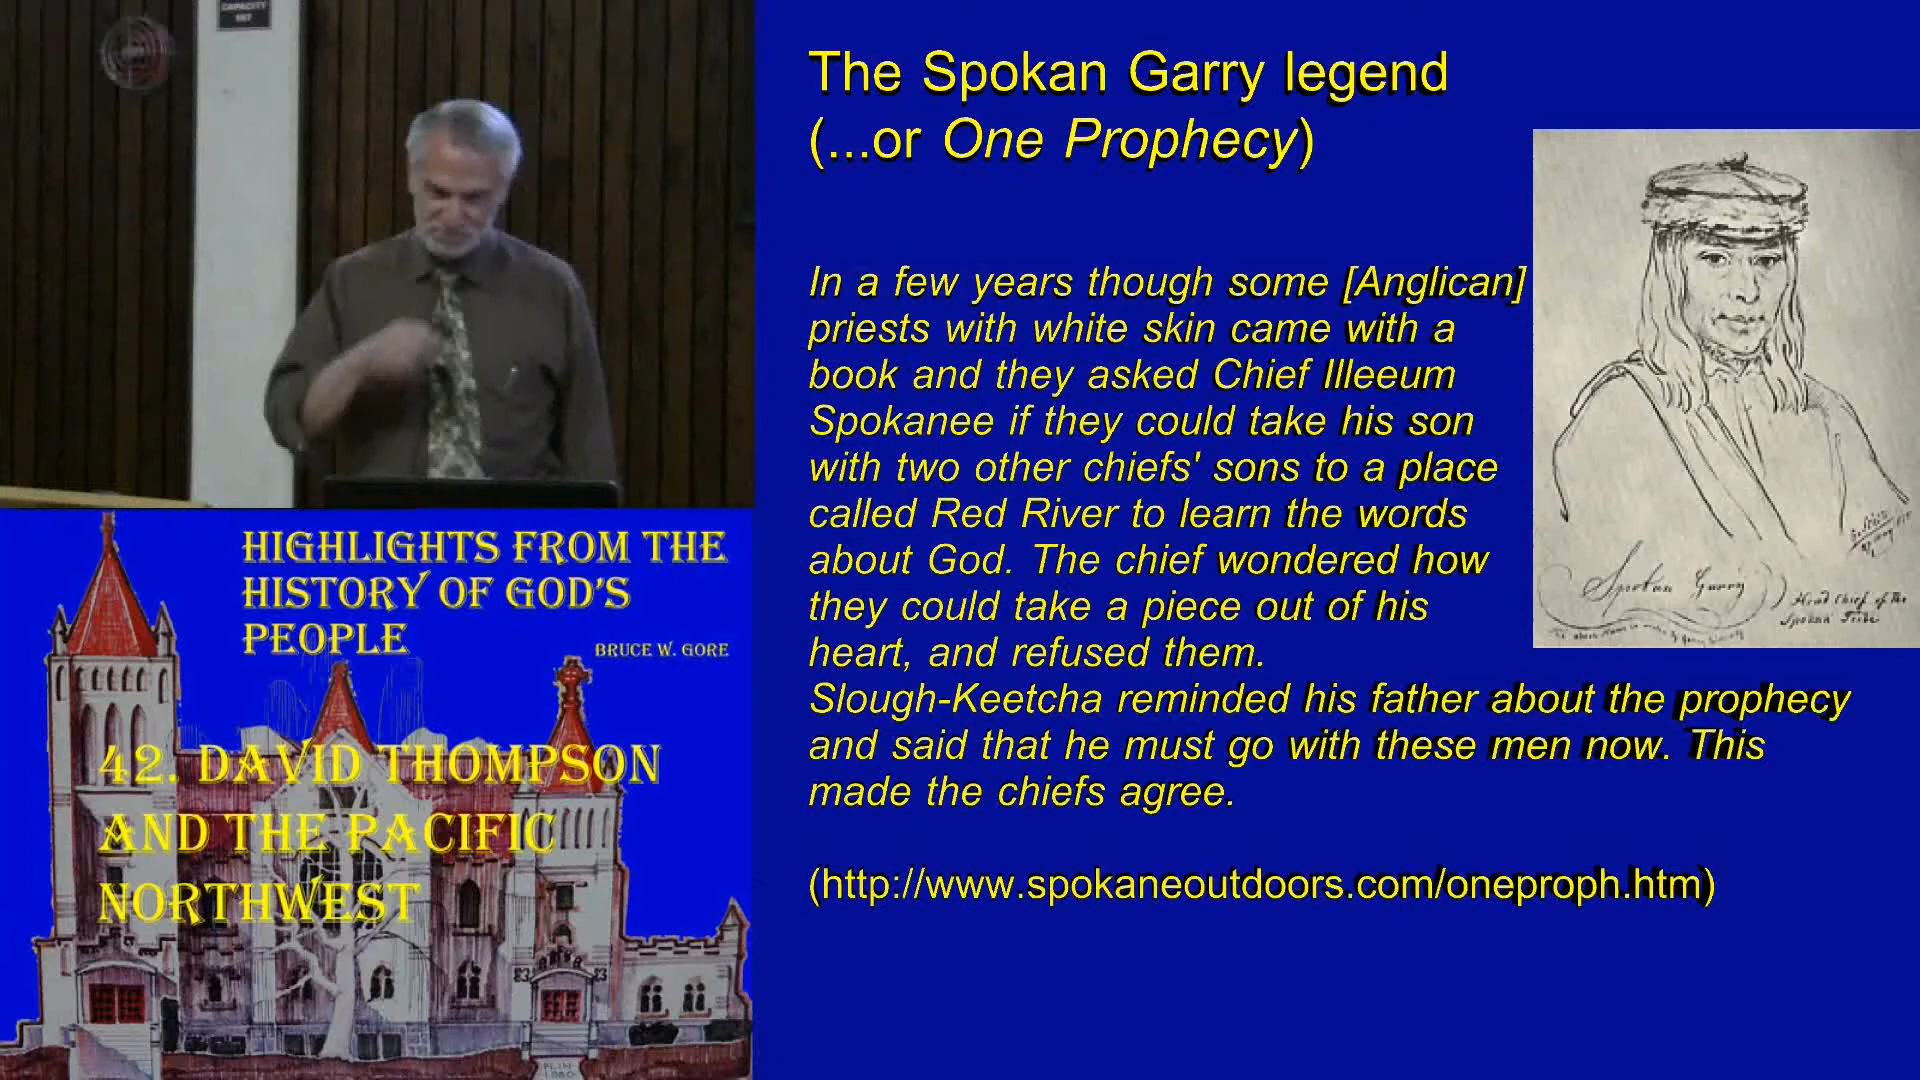 CAPACITY
The Spokan Garry legend
(...or One Prophecy)
In a few years though some [Anglican]
priests with white skin came with a
book and they asked Chief Illeeum
Spokanee if they could take his son
with two other chiefs' sons to a place
called Red River to learn the words
about God. The chief wondered how
they could take a piece out of his
heart, and refused them.
Slough-Keetcha reminded his father about the prophecy
and said that he must go with these men now. This
made the chiefs agree.
(http://www.spokaneoutdoors.com/oneproph.htm)
Spokan Garry
Head Chief of the
Spokan Tribe
HIGHLIGHTS FROM THE
HISTORY OF GOD'S
PEOPLE
BRUCE W. GORE
42. DAVID THOMPSON
AND THE PACIFIC
NORTHWEST